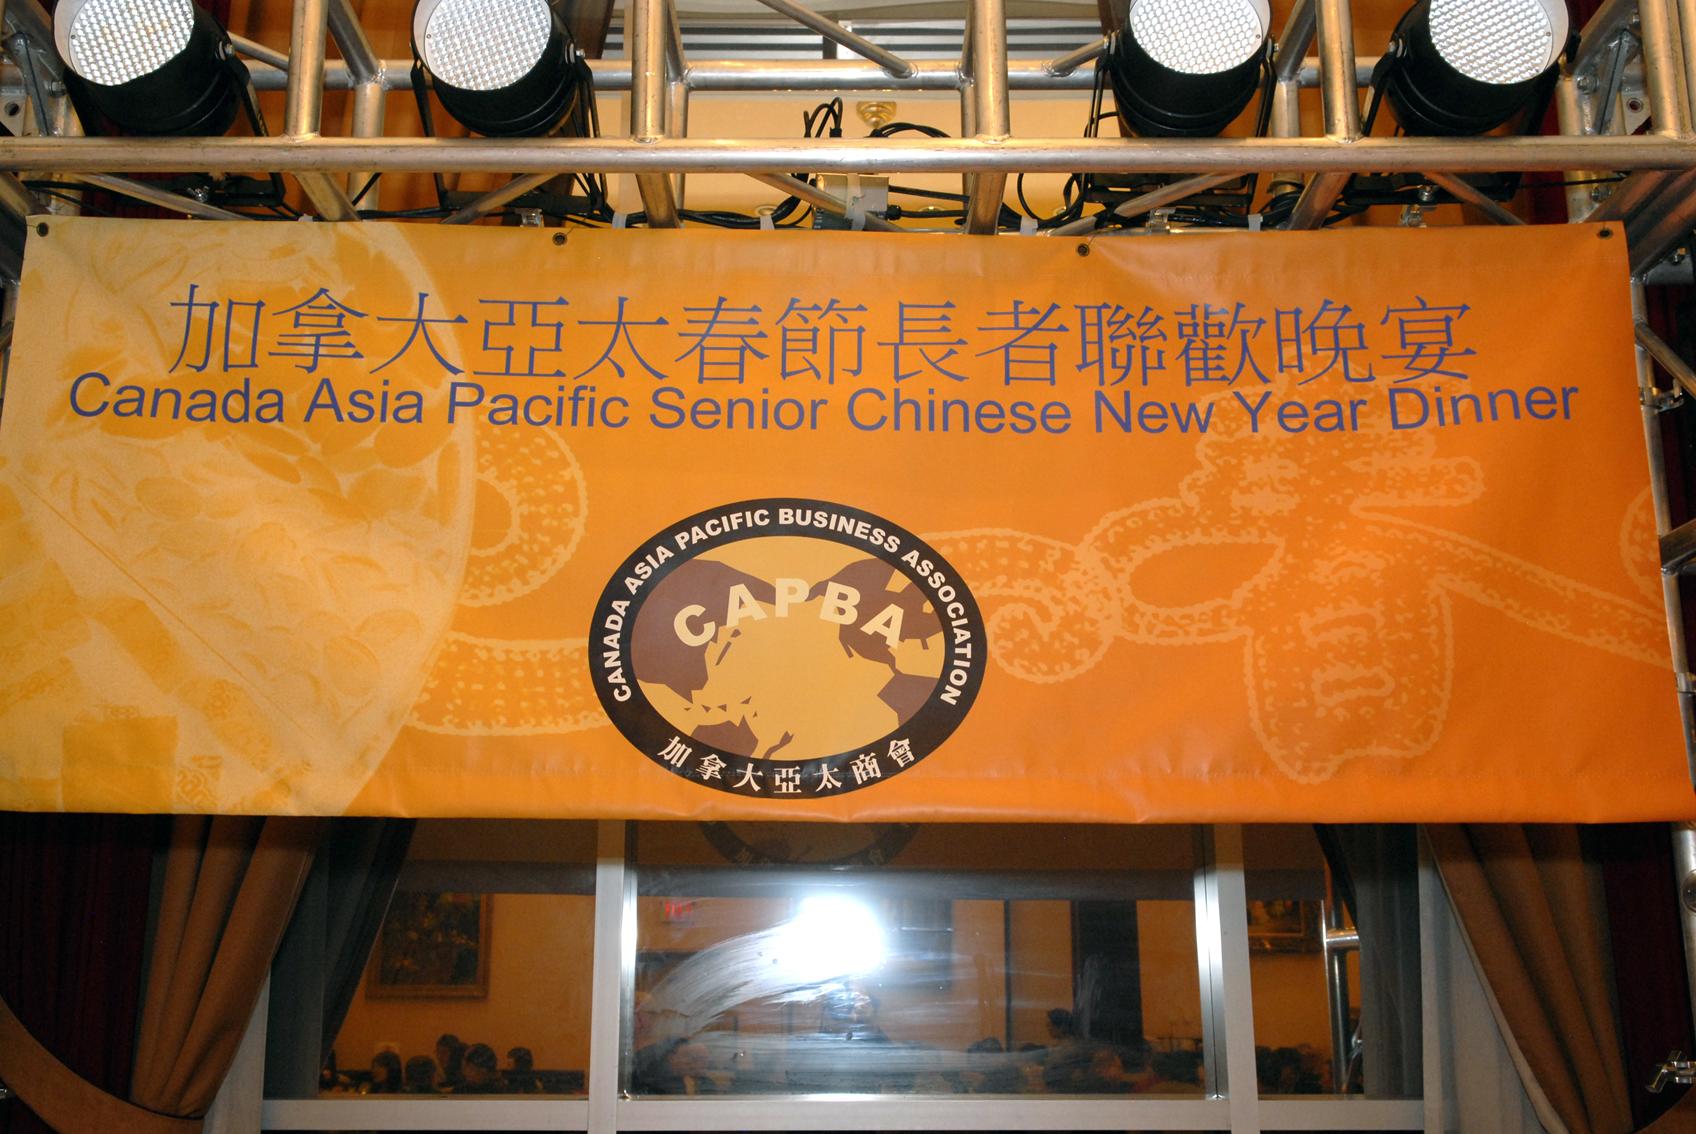 加拿大亞太春節長者聯歡晚宴
Canada Asia Pacific Senior Chinese New Year Dinner
CANADA ASIA PACIFIC BUSINESS ASSOCIATION
CAPBA
加拿大亞太商會